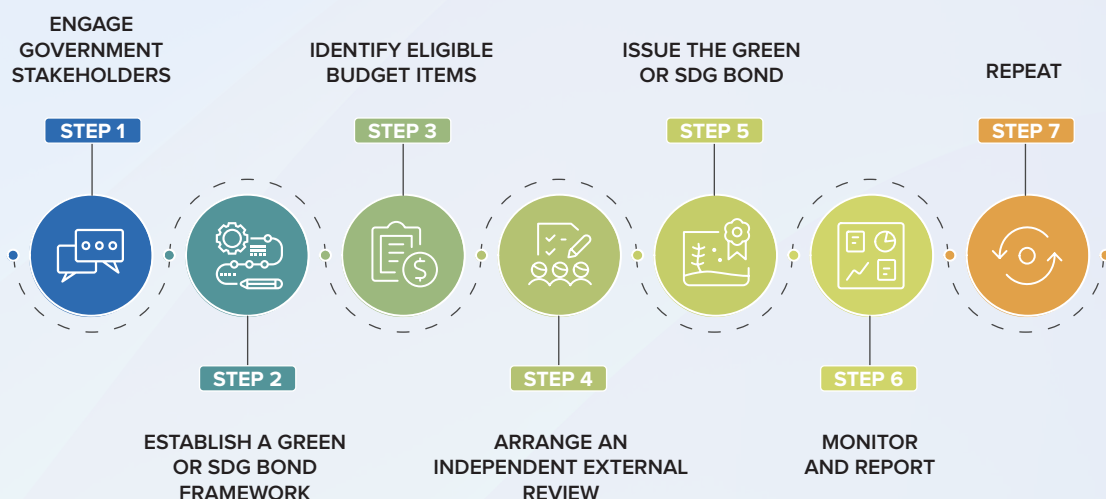 ENGAGE
GOVERNMENT
STAKEHOLDERS
STEP 1
STEP 2
ESTABLISH A GREEN
OR SDG BOND
FRAMEWORK
IDENTIFY ELIGIBLE
BUDGET ITEMS
STEP 3
$
STEP 4
ARRANGE AN
INDEPENDENT EXTERNAL
REVIEW
ISSUE THE GREEN
OR SDG BOND
STEP 5
STEP 6
MONITOR
AND REPORT
REPEAT
STEP 7